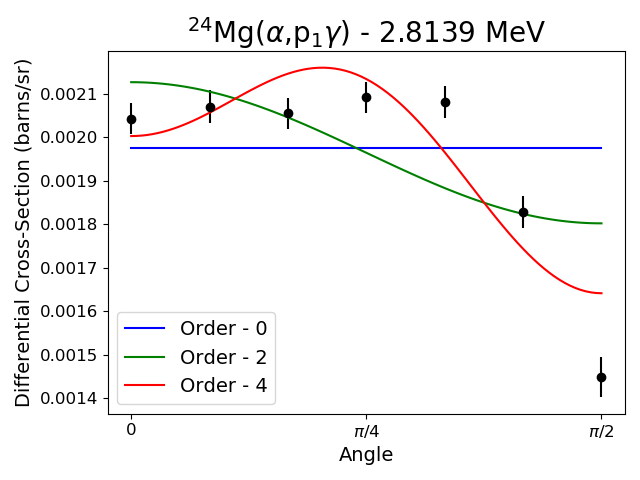 ²⁴Mg(α,p₁γ) - 2.8139 MeV
Differential Cross-Section (barns/sr)
0.0021
0.0020
0.0019
0.0018
0.0017
0.0016
0.0015
0.0014
Order - 0
Order - 2
Order - 4
0 π/4 π/2
Angle